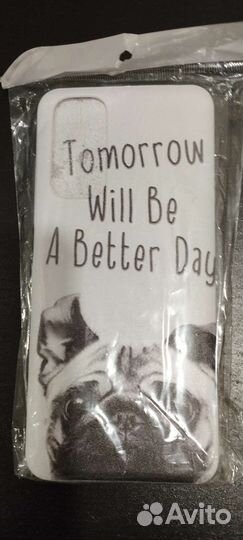 Tomorrow
Will Be
A Better Day
Avito